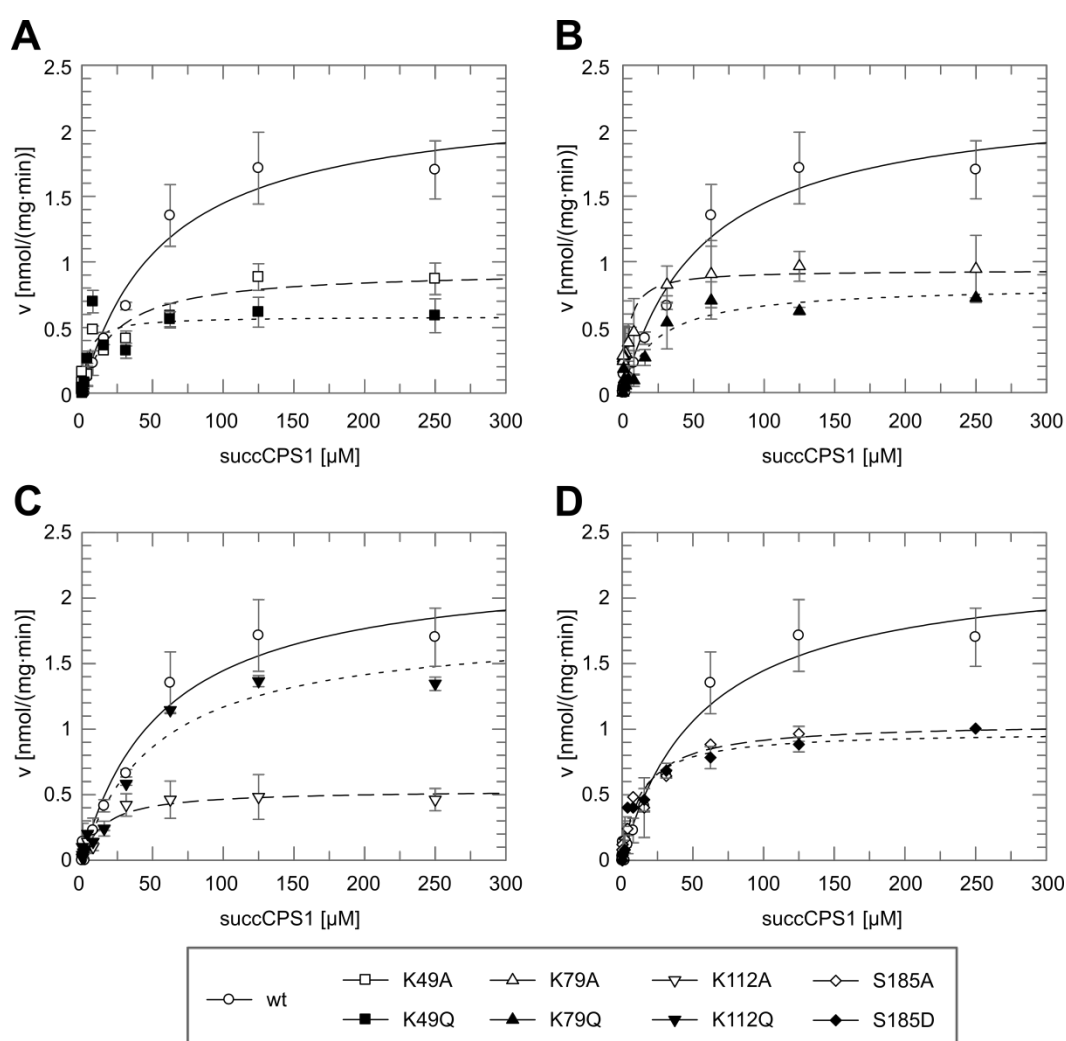 A
B
2.5
2
1.5
1
0.5
0
0 50 100 150 200 250 300
v [nmol/(mg·min)]
succCPS1 [µM]
2.5
2
1.5
1
0.5
0
0 50 100 150 200 250 300
v [nmol/(mg·min)]
succCPS1 [µM]
C
D
2.5
2
1.5
1
0.5
0
0 50 100 150 200 250 300
v [nmol/(mg·min)]
succCPS1 [µM]
2.5
2
1.5
1
0.5
0
0 50 100 150 200 250 300
v [nmol/(mg·min)]
succCPS1 [µM]
wt
K49A K79A K112A S185A
K49Q K79Q K112Q S185D